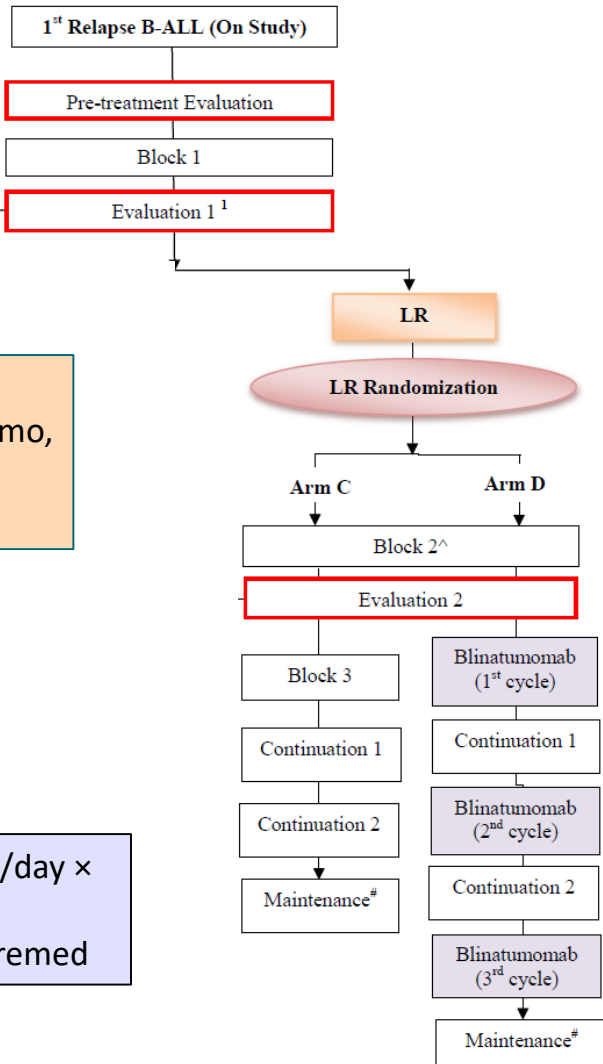 1st Relapse B-ALL (On Study)
Pre-treatment Evaluation
Block 1
Evaluation 1 1
LR
LR Randomization
mo,
Arm C
Arm D
Block 2^
Evaluation 2
Block 3
Continuation 1
Continuation 2
Maintenance#
Blinatumomab
(1st cycle)
Continuation 1
Blinatumomab
(2nd cycle)
Continuation 2
Blinatumomab
(3rd cycle)
Maintenance#
/day ×
remed